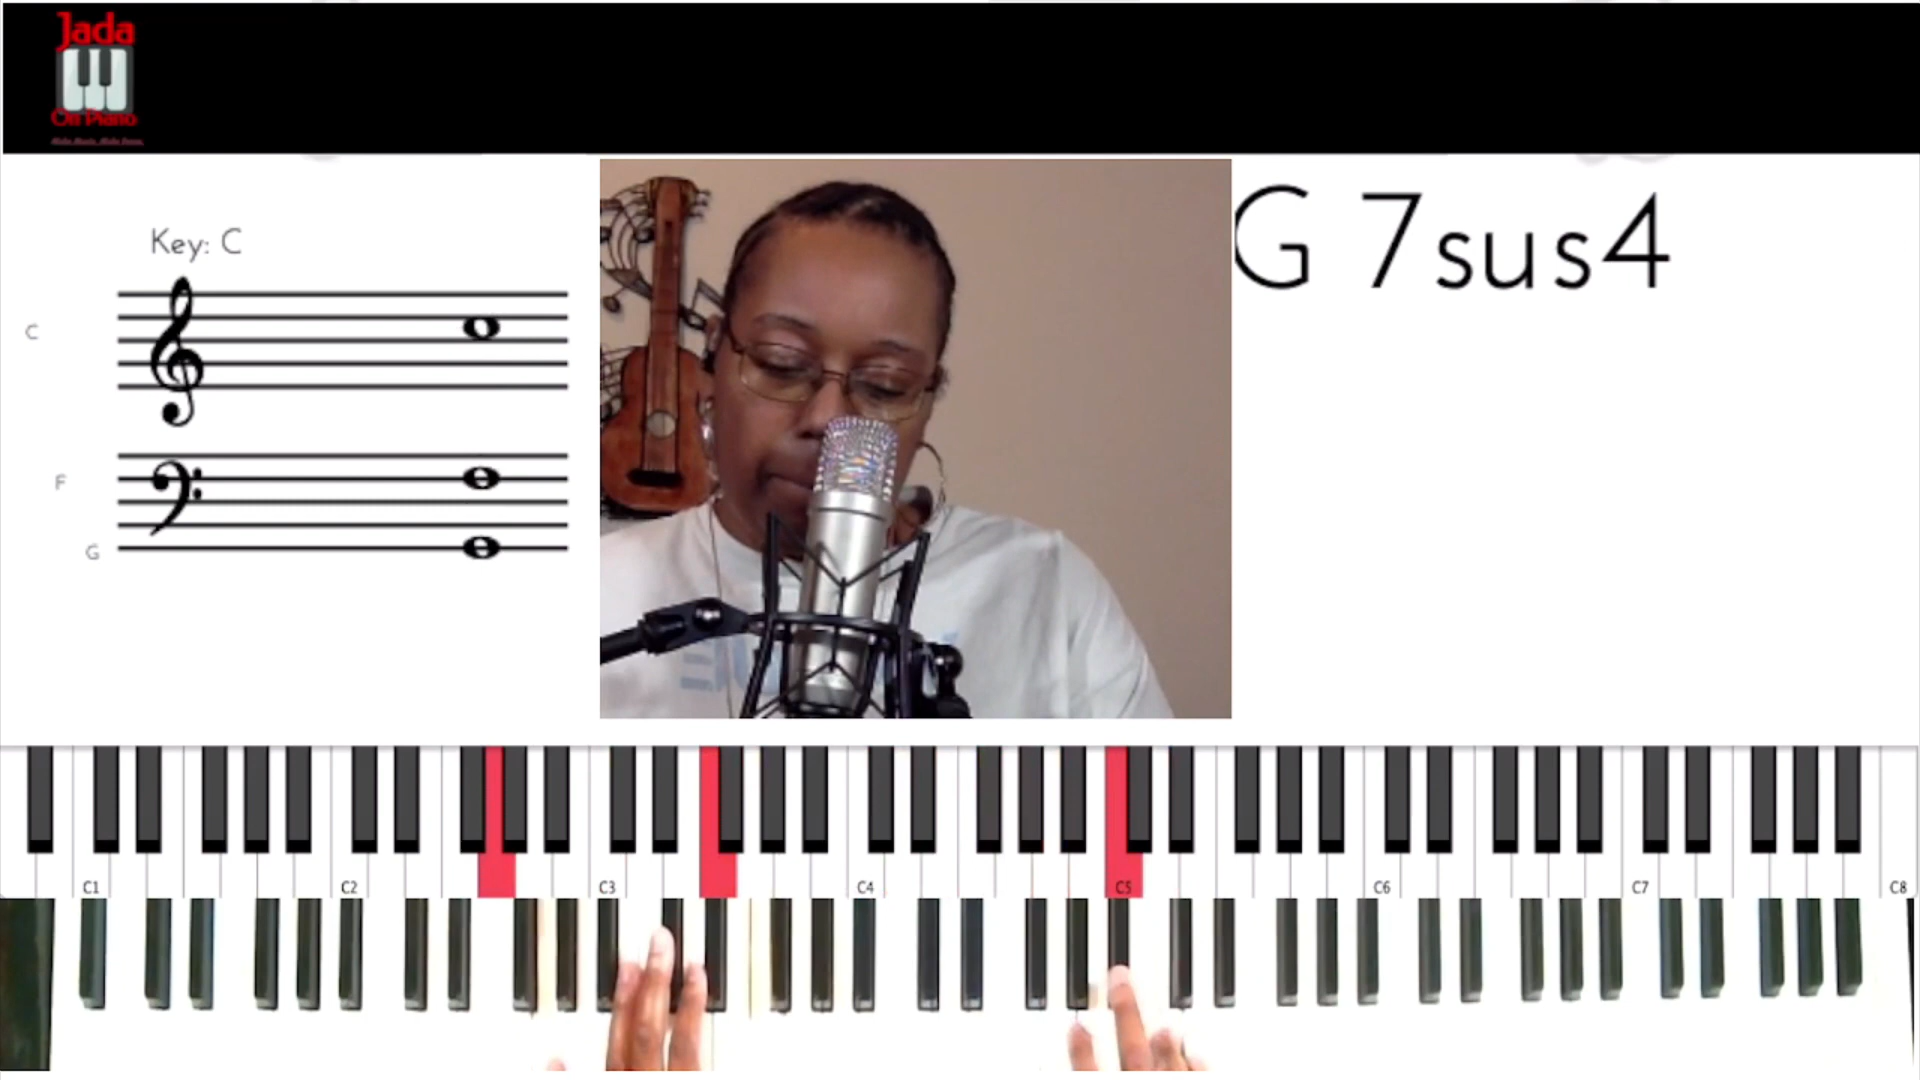 Jada
On Piano
G 7sus4
Key: C
C
F
G
C1 C2 C3 C4 C5 C6 C7 C8